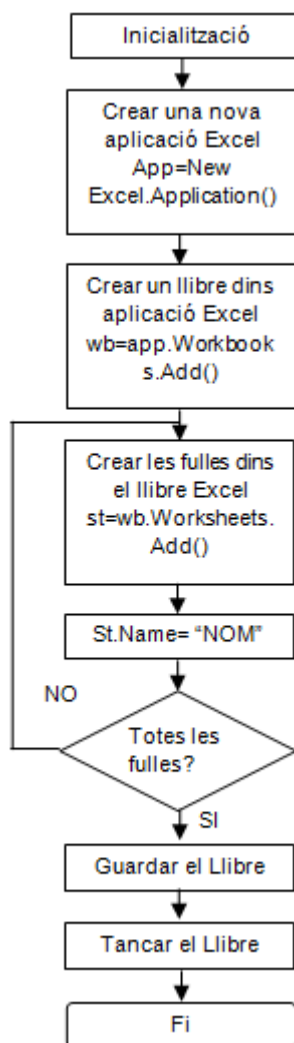 Inicialització
Crear una nova
aplicació Excel
App=New
Excel.Application()
Crear un llibre dins
aplicació Excel
wb=app.Workbook
s.Add()
Crear les fulles dins
el llibre Excel
st=wb.Worksheets.
Add()
St.Name= “NOM”
NO
Totes les
fulles?
SI
Guardar el Llibre
Tancar el Llibre
Fi